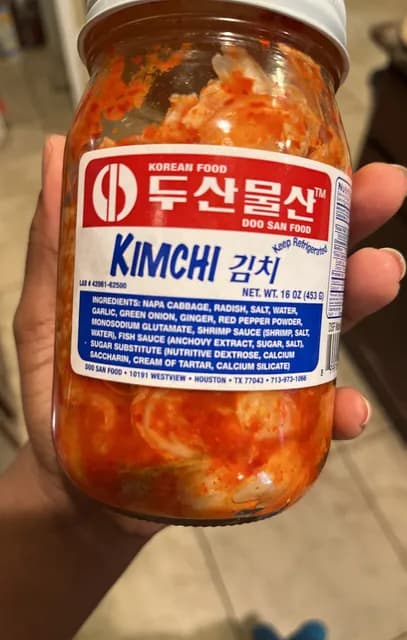 KOREAN FOOD
두산물산™
DOO SAN FOOD
KIMCHI 김치
Keep Refrigerated
LAB # 43981-62500
NET. WT. 16 OZ (453 G)
INGREDIENTS: NAPA CABBAGE, RADISH, SALT, WATER,
GARLIC, GREEN ONION, GINGER, RED PEPPER POWDER,
MONOSODIUM GLUTAMATE, SHRIMP SAUCE (SHRIMP, SALT,
WATER), FISH SAUCE (ANCHOVY EXTRACT, SUGAR, SALT).
SUGAR SUBSTITUTE (NUTRITIVE DEXTROSE, CALCIUM
SACCHARIN, CREAM OF TARTAR, CALCIUM SILICATE)
DOO SAN FOOD • 10191 WESTVIEW • HOUSTON • TX 77043 • 713-973-1066